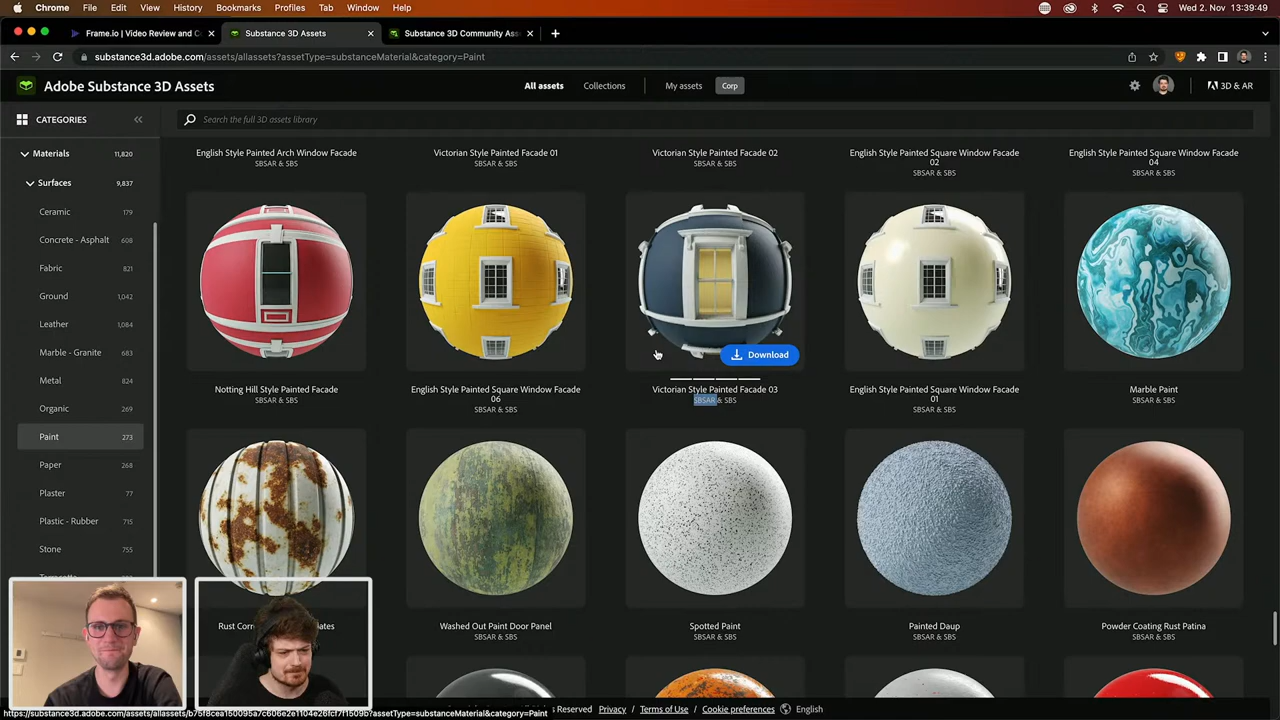 Chrome File Edit View History Bookmarks Profiles Tab Window Help Wed 2. Nov 13:39:49
Frame.io | Video Review and C
Substance 3D Assets
Substance 3D Community Asse
substance3d.adobe.com/assets/allassets?assetType=substanceMaterial&category=Paint
Adobe Substance 3D Assets
All assets Collections My assets Corp
3D & AR
CATEGORIES
Search the full 3D assets library
Materials 11,820
Surfaces 9,837
Ceramic 179
Concrete - Asphalt 608
Fabric 821
Ground 1,042
Leather 1,084
Marble - Granite 683
Metal 824
Organic 269
Paint 273
Paper 268
Plaster 77
Plastic - Rubber 715
Stone 755
English Style Painted Arch Window Facade
SBSAR & SBS
Victorian Style Painted Facade 01
SBSAR & SBS
Victorian Style Painted Facade 02
SBSAR & SBS
English Style Painted Square Window Facade
02
SBSAR & SBS
English Style Painted Square Window Facade
04
SBSAR & SBS
Download
Notting Hill Style Painted Facade
SBSAR & SBS
English Style Painted Square Window Facade
06
SBSAR & SBS
Victorian Style Painted Facade 03
SBSAR & SBS
English Style Painted Square Window Facade
01
SBSAR & SBS
Marble Paint
SBSAR & SBS
Rust Corr
Washed Out Paint Door Panel
SBSAR & SBS
Spotted Paint
SBSAR & SBS
Painted Daup
SBSAR & SBS
Powder Coating Rust Patina
SBSAR & SBS
s Reserved Privacy / Terms of Use / Cookie preferences English